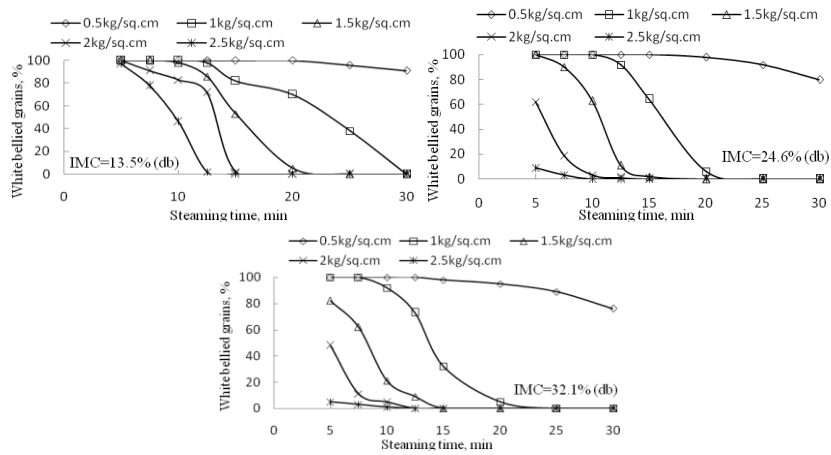 0.5kg/sq.cm 1kg/sq.cm 1.5kg/sq.cm
2kg/sq.cm 2.5kg/sq.cm
White bellied grains, %
100
80
60
40
20
0
IMC=13.5% (db)
0 10 20 30
Steaming time, min
0.5kg/sq.cm 1kg/sq.cm 1.5kg/sq.cm
2kg/sq.cm 2.5kg/sq.cm
White bellied grains, %
100
80
60
40
20
0
IMC=24.6% (db)
0 5 10 15 20 25 30
Steaming time, min
0.5kg/sq.cm 1kg/sq.cm 1.5kg/sq.cm
2kg/sq.cm 2.5kg/sq.cm
White bellied grains, %
100
80
60
40
20
0
IMC=32.1% (db)
0 5 10 15 20 25 30
Steaming time, min